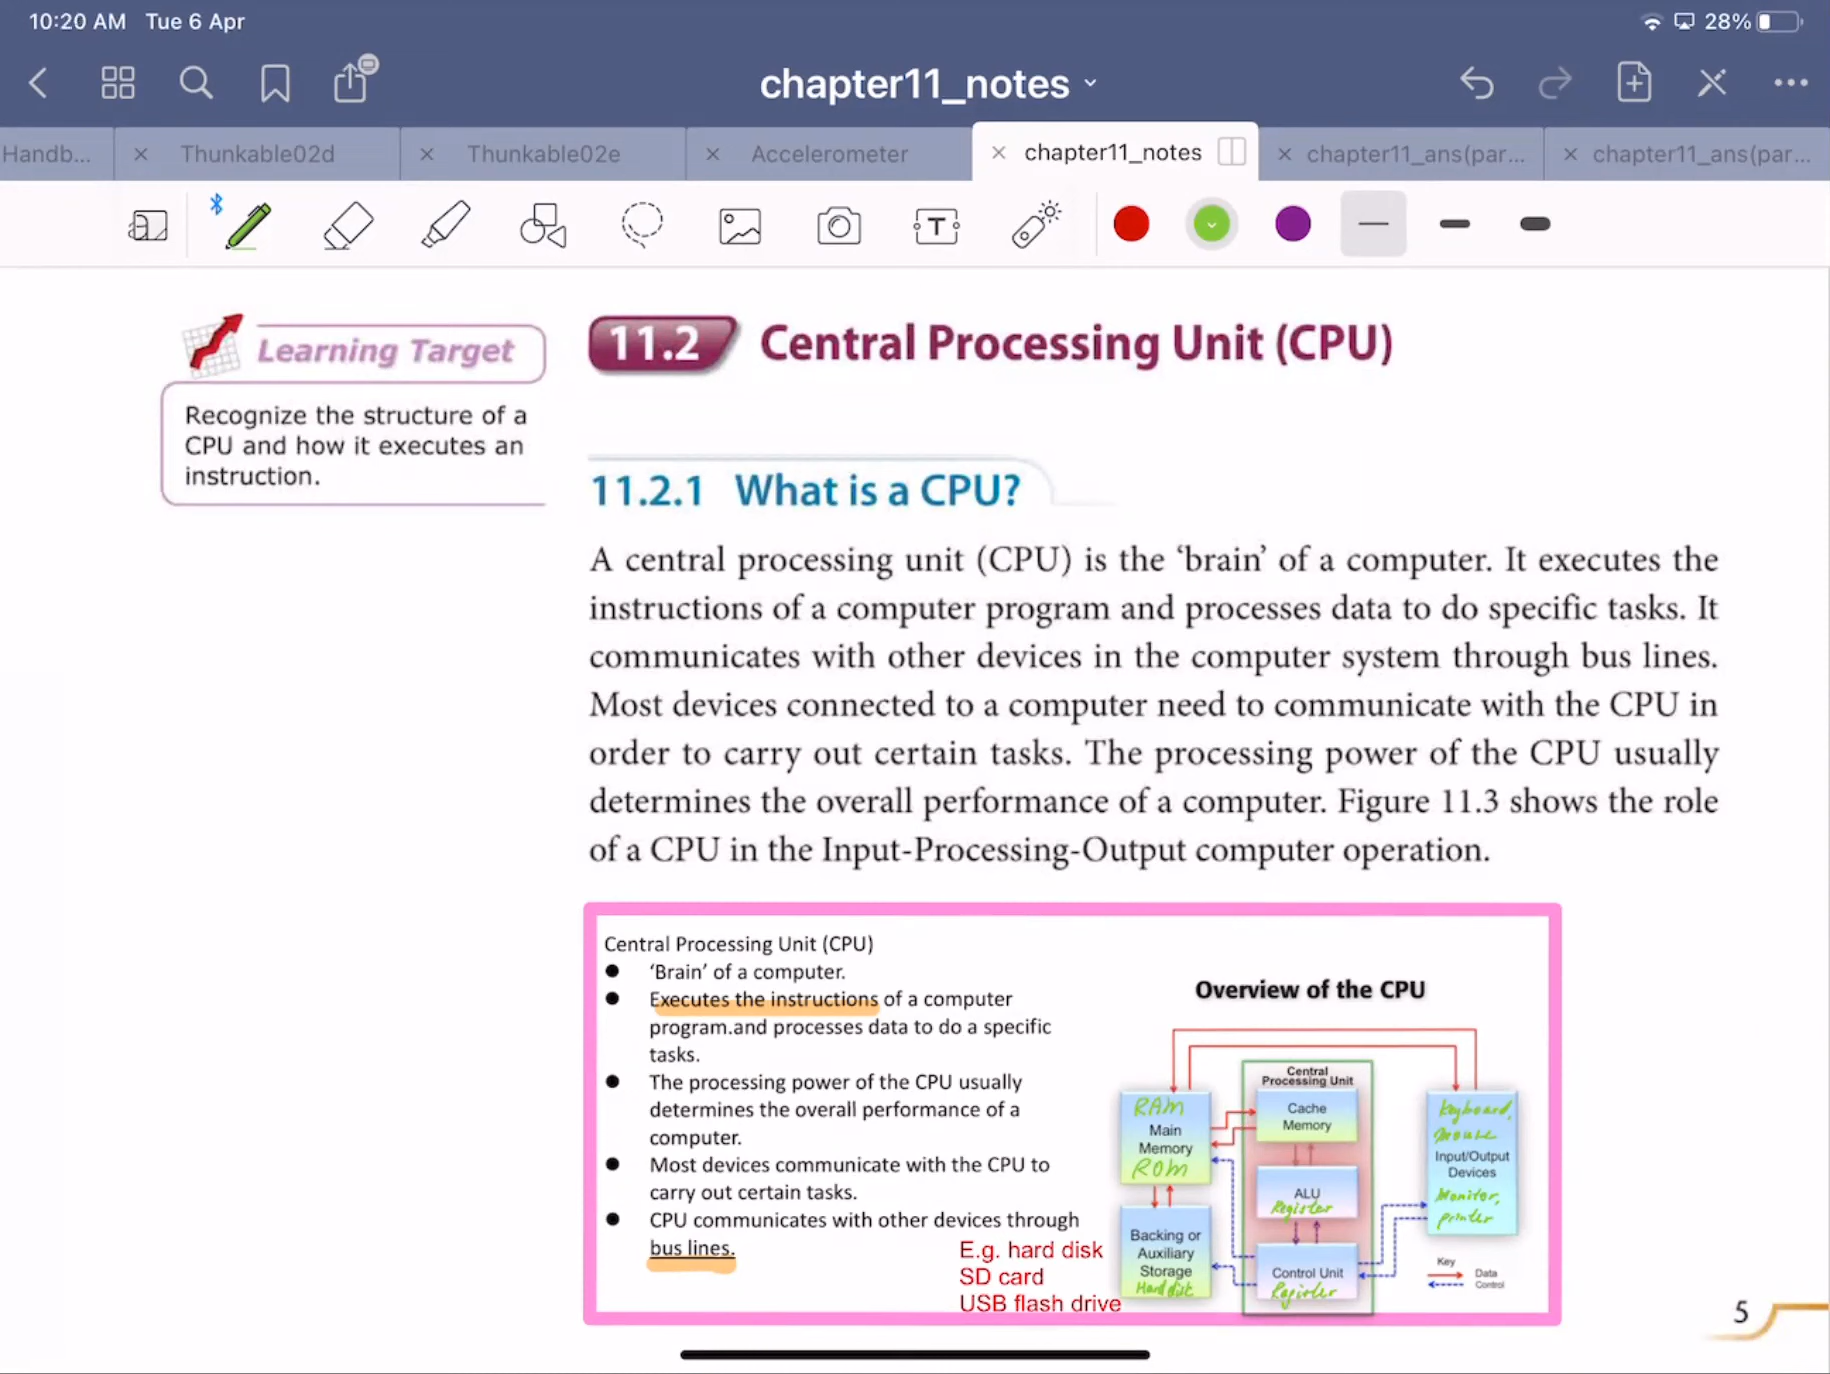 10:20 AM Tue 6 Apr
28%
chapter11_notes
Handb...
Thunkable02d
Thunkable02e
Accelerometer
chapter11_notes
chapter11_ans(par...
chapter11_ans(par...
T
Learning Target
Recognize the structure of a
CPU and how it executes an
instruction.
11.2 Central Processing Unit (CPU)
11.2.1 What is a CPU?
A central processing unit (CPU) is the ‘brain’ of a computer. It executes the
instructions of a computer program and processes data to do specific tasks. It
communicates with other devices in the computer system through bus lines.
Most devices connected to a computer need to communicate with the CPU in
order to carry out certain tasks. The processing power of the CPU usually
determines the overall performance of a computer. Figure 11.3 shows the role
of a CPU in the Input-Processing-Output computer operation.
Central Processing Unit (CPU)
● ‘Brain’ of a computer.
● Executes the instructions of a computer
program.and processes data to do a specific
tasks.
● The processing power of the CPU usually
determines the overall performance of a
computer.
● Most devices communicate with the CPU to
carry out certain tasks.
● CPU communicates with other devices through
bus lines.
E.g. hard disk
SD card
USB flash drive
Overview of the CPU
RAM
Main
Memory
ROM
Backing or
Auxiliary
Storage
Hard disk
Central
Processing Unit
Cache
Memory
ALU
Register
Control Unit
Register
Keyboard,
Mouse
Input/Output
Devices
Monitor,
printer
Key
Data
Control
5